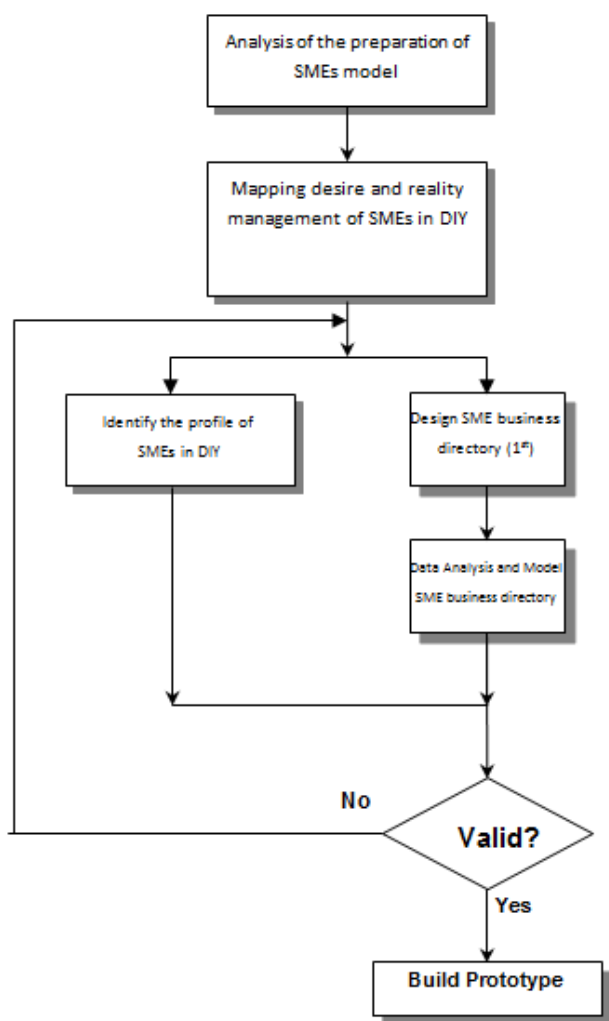 Analysis of the preparation of
SMEs model
Mapping desire and reality
management of SMEs in DIY
Identify the profile of
SMEs in DIY
Design SME business
directory (1st)
Data Analysis and Model
SME business directory
No
Valid?
Yes
Build Prototype